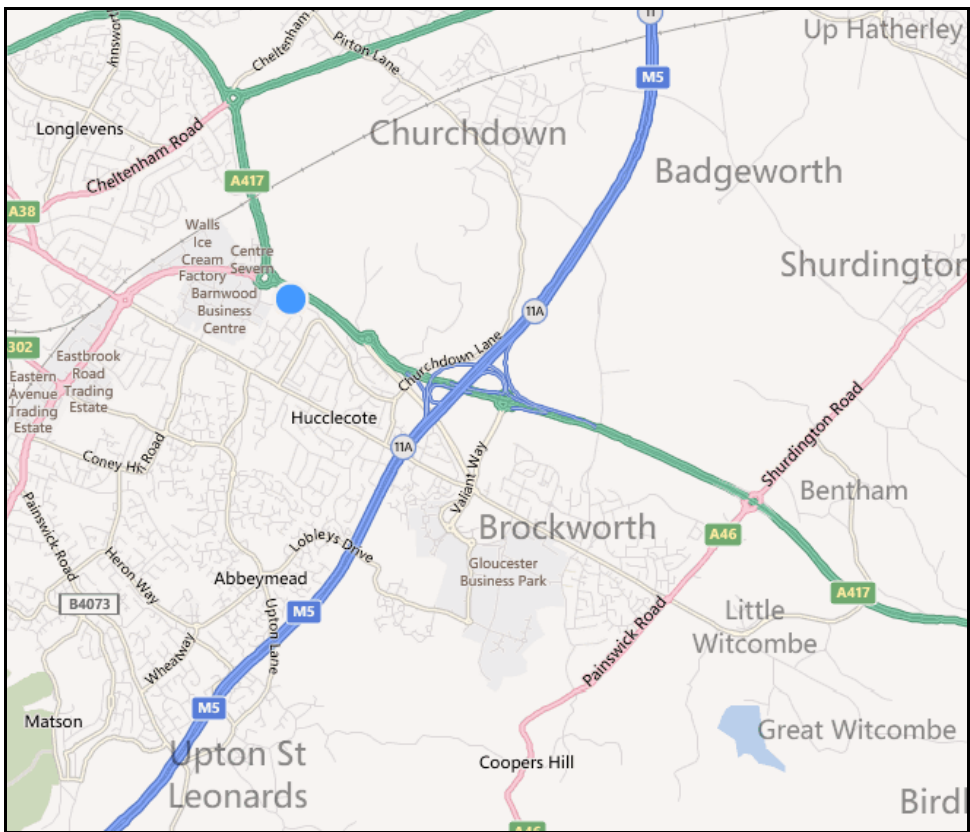 11
Up Hatherley
Innsworth
Cheltenham
Pirton Lane
M5
Longlevens
Churchdown
Cheltenham Road
Badgeworth
A417
A38
Walls
Ice
Cream
Factory
Centre
Severn
Barnwood
Business
Centre
Shurdington
11A
302
Churchdown Lane
Eastbrook
Road
Trading
Estate
Eastern
Avenue
Trading
Estate
Hucclecote
Shurdington Road
11A
Coney Hill Road
Valiant Way
Bentham
Painswick Road
Brockworth
A46
Lobleys Drive
Heron Way
Gloucester
Business Park
Abbeymead
A417
B4073
M5
Upton Lane
Little
Witcombe
Wheatway
Painswick Road
M5
Matson
Great Witcombe
Upton St
Leonards
Coopers Hill
Birdl
A46